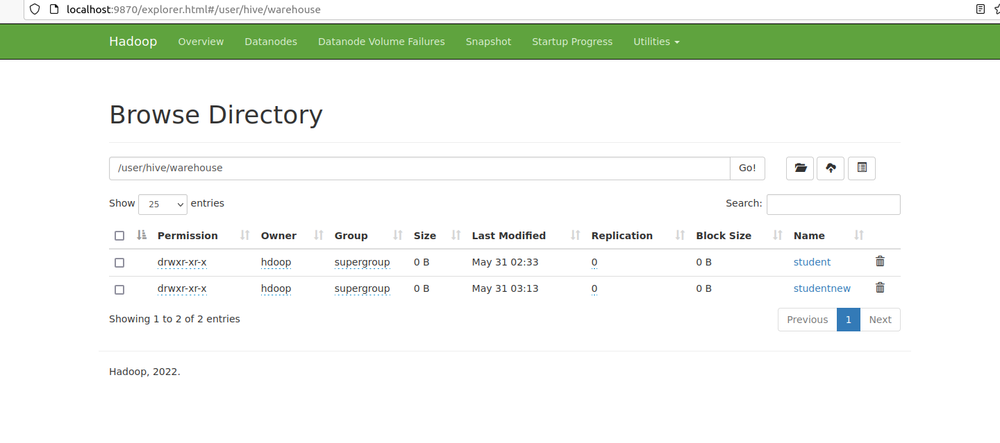 localhost:9870/explorer.html#/user/hive/warehouse
Hadoop Overview Datanodes Datanode Volume Failures Snapshot Startup Progress Utilities
Browse Directory
/user/hive/warehouse Go!
Show 25 entries Search:
Permission Owner Group Size Last Modified Replication Block Size Name
drwxr-xr-x hdoop supergroup 0 B May 31 02:33 0 0 B student
drwxr-xr-x hdoop supergroup 0 B May 31 03:13 0 0 B studentnew
Showing 1 to 2 of 2 entries Previous 1 Next
Hadoop, 2022.